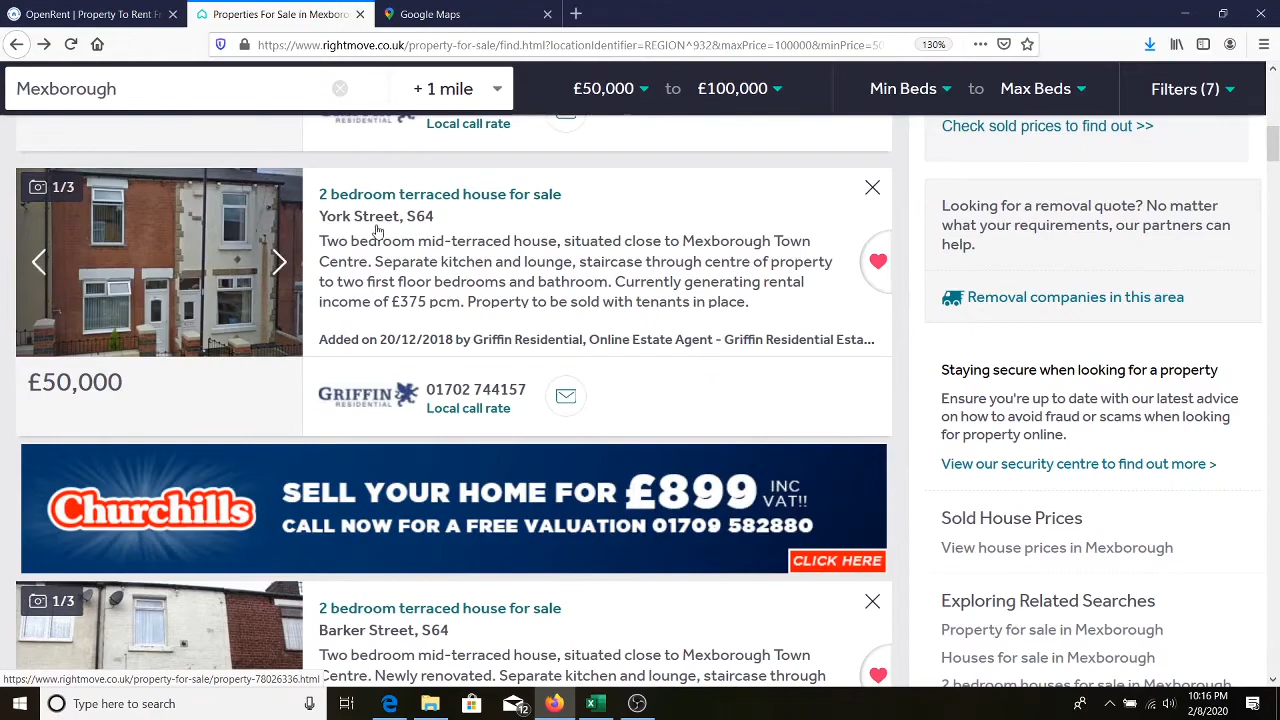 OpenRent | Property To Rent F
Properties For Sale in Mexboro
Google Maps
https://www.rightmove.co.uk/property-for-sale/find.html?locationIdentifier=REGION^932&maxPrice=100000&minPrice=50
130%
Mexborough
+ 1 mile
£50,000 to £100,000
Min Beds to Max Beds
Filters (7)
RESIDENTIAL
Local call rate
Check sold prices to find out >>
1/3
2 bedroom terraced house for sale
York Street, S64
Two bedroom mid-terraced house, situated close to Mexborough Town
Centre. Separate kitchen and lounge, staircase through centre of property
to two first floor bedrooms and bathroom. Currently generating rental
income of £375 pcm. Property to be sold with tenants in place.
Added on 20/12/2018 by Griffin Residential, Online Estate Agent - Griffin Residential Esta...
£50,000
GRIFFIN
RESIDENTIAL
01702 744157
Local call rate
Looking for a removal quote? No matter
what your requirements, our partners can
help.
Removal companies in this area
Staying secure when looking for a property
Ensure you're up to date with our latest advice
on how to avoid fraud or scams when looking
for property online.
View our security centre to find out more >
Churchills
SELL YOUR HOME FOR £899 INC
VAT!!
CALL NOW FOR A FREE VALUATION 01709 582880
CLICK HERE
Sold House Prices
View house prices in Mexborough
1/3
2 bedroom terraced house for sale
Barker Street, S64
Two bedroom mid-terraced house, situated close to Mexborough Town
Centre. Newly renovated. Separate kitchen and lounge, staircase through
Exploring Related Searches
Property for sale in Mexborough
Houses for sale in Mexborough
2 bedroom houses for sale in Mexborough
https://www.rightmove.co.uk/property-for-sale/property-78026336.html
Type here to search
12
10:16 PM
2/8/2020